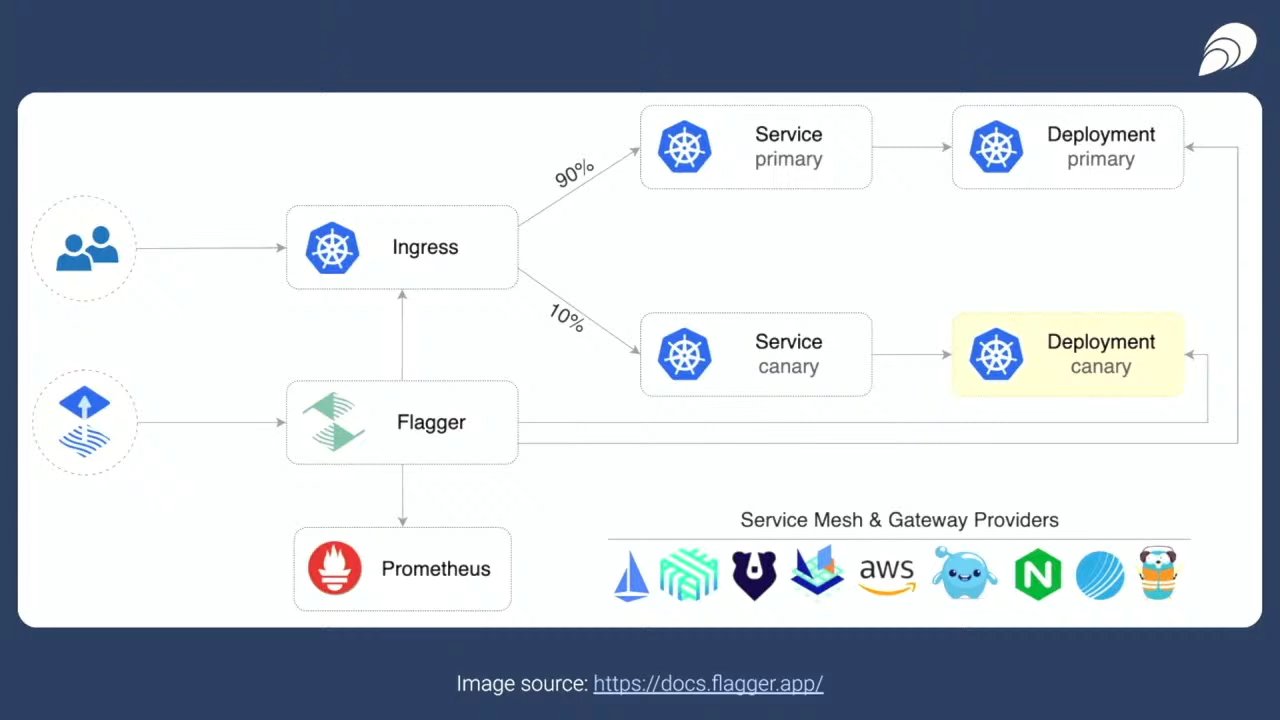 Service
primary
Deployment
primary
90%
Ingress
10%
Service
canary
Deployment
canary
Flagger
Prometheus
Service Mesh & Gateway Providers
aws
N
Image source: https://docs.flagger.app/